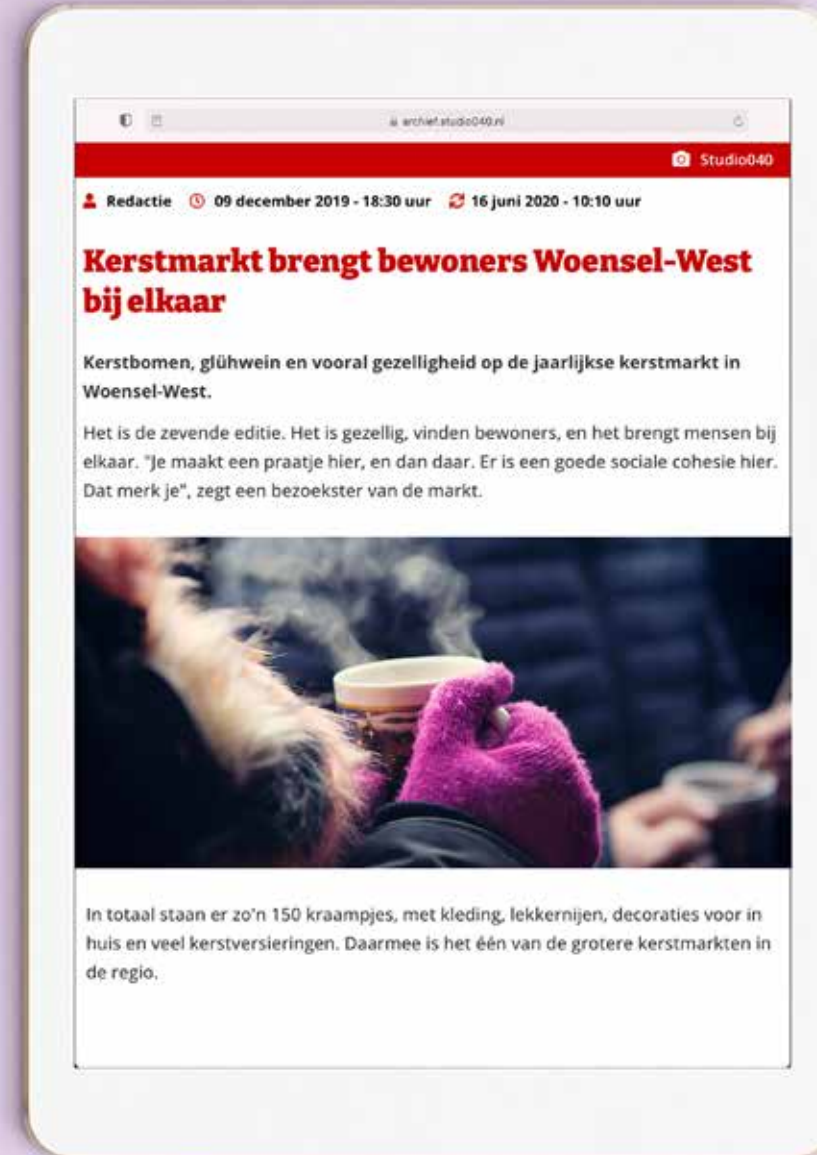 archief.studio040.nl
Studio040
Redactie 09 december 2019 - 18:30 uur 16 juni 2020 - 10:10 uur
Kerstmarkt brengt bewoners Woensel-West
bij elkaar
Kerstbomen, glühwein en vooral gezelligheid op de jaarlijkse kerstmarkt in
Woensel-West.
Het is de zevende editie. Het is gezellig, vinden bewoners, en het brengt mensen bij
elkaar. "Je maakt een praatje hier, en dan daar. Er is een goede sociale cohesie hier.
Dat merk je", zegt een bezoekster van de markt.
In totaal staan er zo'n 150 kraampjes, met kleding, lekkernijen, decoraties voor in
huis en veel kerstversieringen. Daarmee is het één van de grotere kerstmarkten in
de regio.